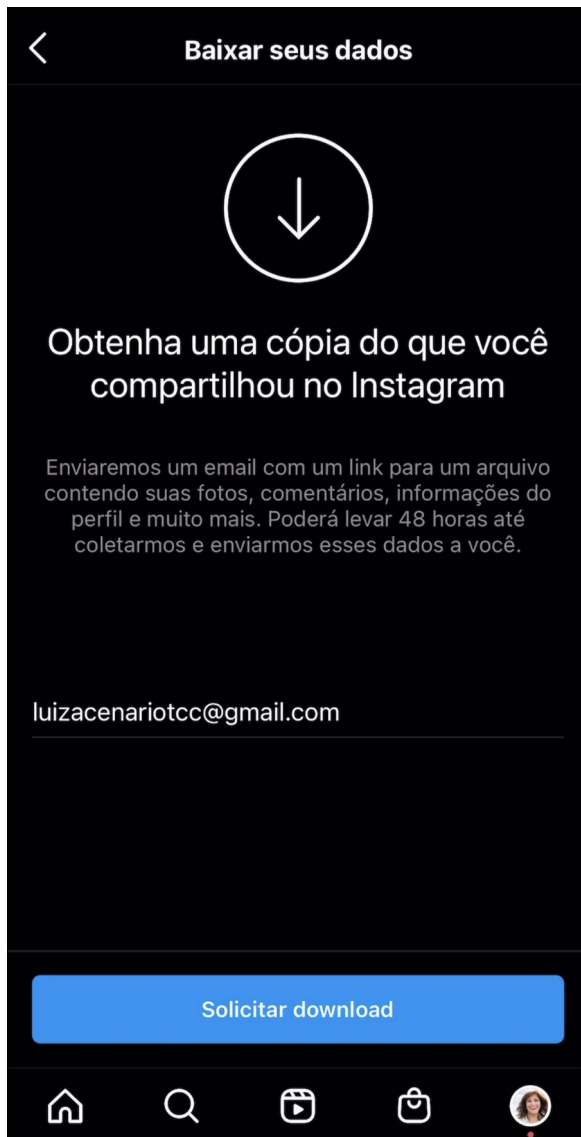 Baixar seus dados
Obtenha uma cópia do que você
compartilhou no Instagram
Enviaremos um email com um link para um arquivo
contendo suas fotos, comentários, informações do
perfil e muito mais. Poderá levar 48 horas até
coletarmos e enviarmos esses dados a você.
luizacenariotcc@gmail.com
Solicitar download